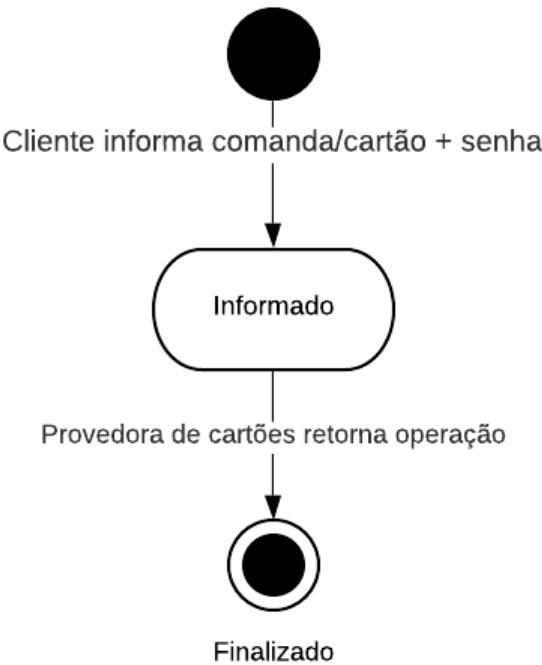 Cliente informa comanda/cartão + senha
Informado
Provedora de cartões retorna operação
Finalizado